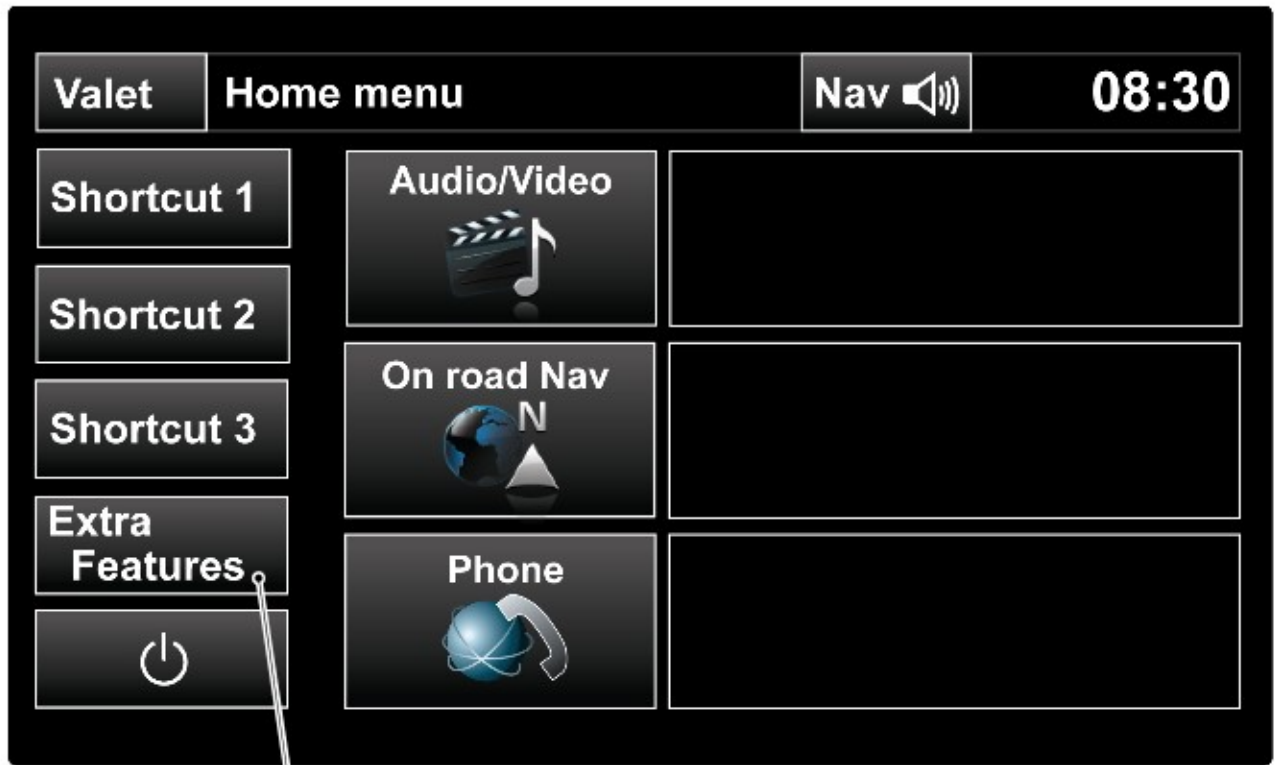 Valet
Home menu
Nav
08:30
Shortcut 1
Audio/Video
Shortcut 2
On road Nav
N
Shortcut 3
Extra
Features
Phone